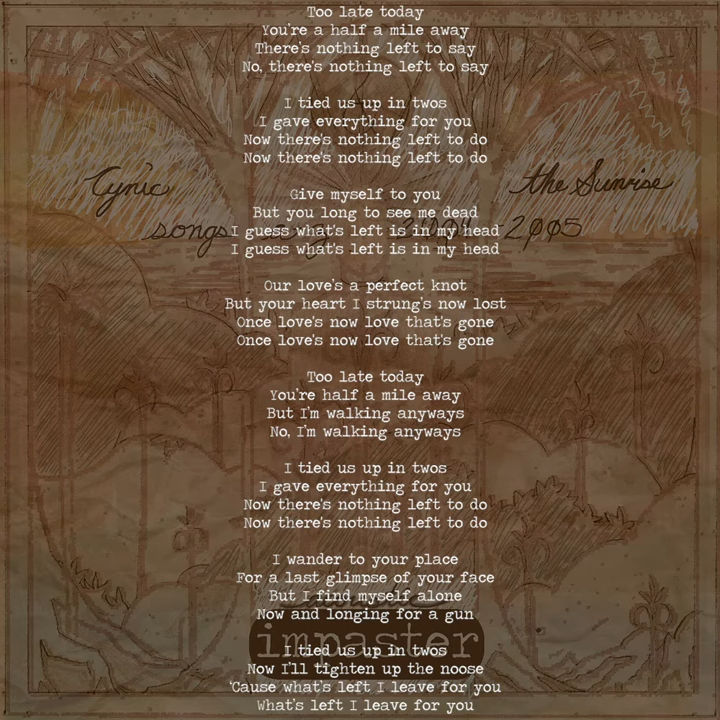 Too late today
You're a half a mile away
There's nothing left to say
No, there's nothing left to say
I tied us up in twos
I gave everything for you
Now there's nothing left to do
Now there's nothing left to do
Cynic
the Sunrise
Give myself to you
But you long to see me dead
songs
2005
I guess what's left is in my head
I guess what's left is in my head
Our love's a perfect knot
But your heart I strung's now lost
Once love's now love that's gone
Once love's now love that's gone
Too late today
You're half a mile away
But I'm walking anyways
No, I'm walking anyways
I tied us up in twos
I gave everything for you
Now there's nothing left to do
Now there's nothing left to do
I wander to your place
For a last glimpse of your face
But I find myself alone
Now and longing for a gun
impaster
I tied us up in twos
Now I'll tighten up the noose
'Cause what's left I leave for you
What's left I leave for you